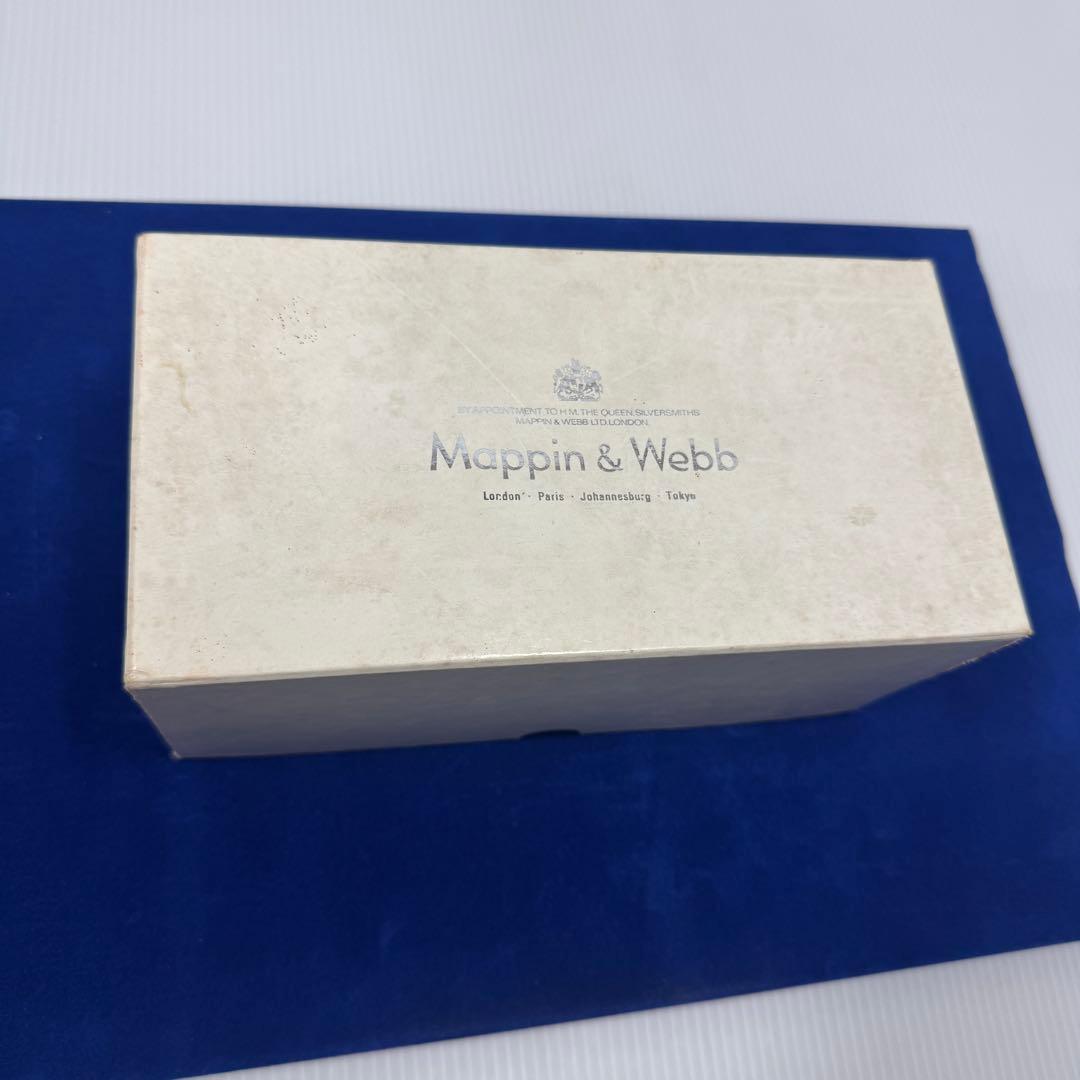 BY APPOINTMENT TO H.M. THE QUEEN. SILVERSMITHS
MAPPIN & WEBB LTD. LONDON.
Mappin & Webb
London · Paris · Johannesburg · Tokyo